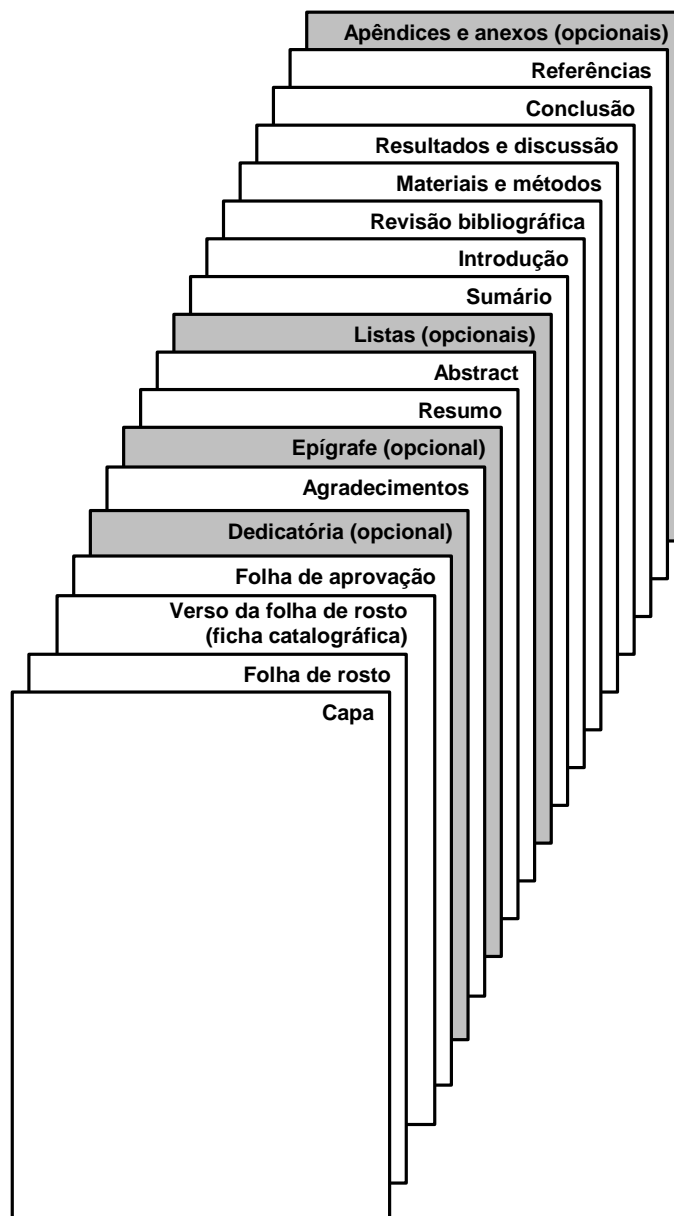 Apêndices e anexos (opcionais)
Referências
Conclusão
Resultados e discussão
Materiais e métodos
Revisão bibliográfica
Introdução
Sumário
Listas (opcionais)
Abstract
Resumo
Epígrafe (opcional)
Agradecimentos
Dedicatória (opcional)
Folha de aprovação
Verso da folha de rosto
(ficha catalográfica)
Folha de rosto
Capa